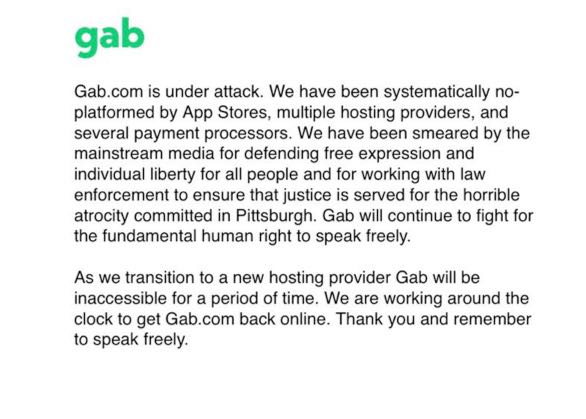 gab
Gab.com is under attack. We have been systematically no-
platformed by App Stores, multiple hosting providers, and
several payment processors. We have been smeared by the
mainstream media for defending free expression and
individual liberty for all people and for working with law
enforcement to ensure that justice is served for the horrible
atrocity committed in Pittsburgh. Gab will continue to fight for
the fundamental human right to speak freely.
As we transition to a new hosting provider Gab will be
inaccessible for a period of time. We are working around the
clock to get Gab.com back online. Thank you and remember
to speak freely.